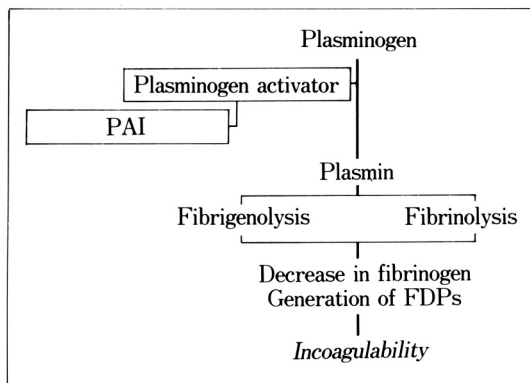 Plasminogen
Plasminogen activator
PAI
Plasmin
Fibrigenolysis
Fibrinolysis
Decrease in fibrinogen
Generation of FDPs
Incoagulability